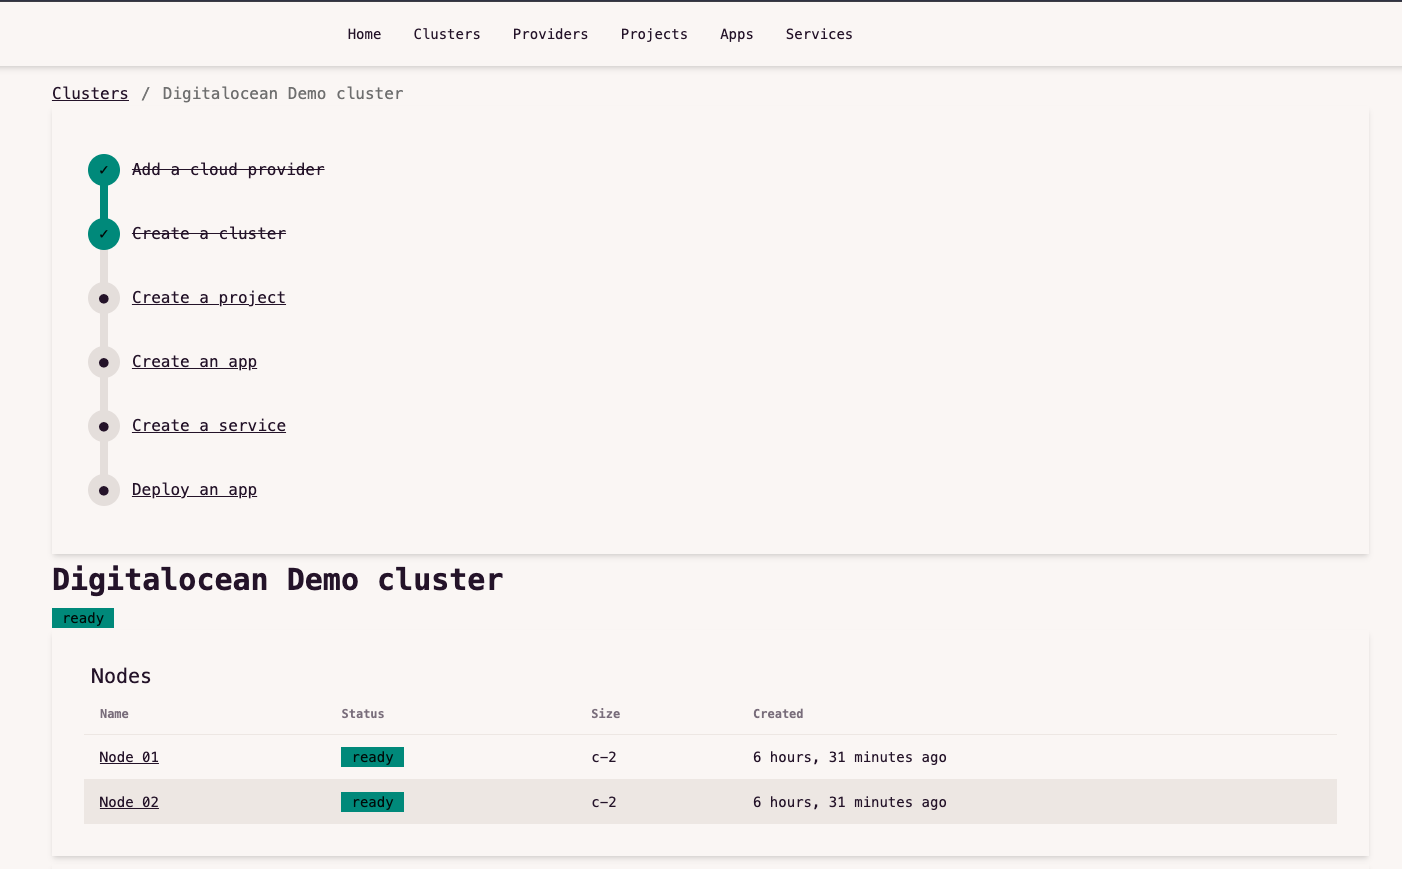 Home Clusters Providers Projects Apps Services
Clusters / Digitalocean Demo cluster
✓ Add a cloud provider
✓ Create a cluster
● Create a project
● Create an app
● Create a service
● Deploy an app
Digitalocean Demo cluster
ready
Nodes
Name Status Size Created
Node 01 ready c-2 6 hours, 31 minutes ago
Node 02 ready c-2 6 hours, 31 minutes ago